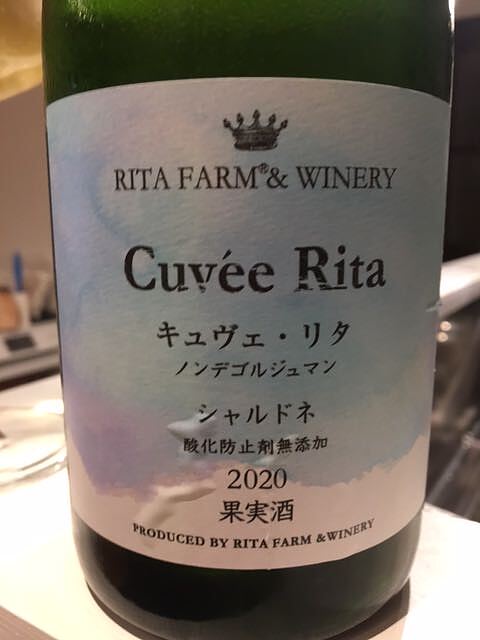 RITA FARM®& WINERY
Cuvée Rita
キュヴェ・リタ
ノンデゴルジュマン
シャルドネ
酸化防止剤無添加
2020
果実酒
PRODUCED BY RITA FARM &WINERY